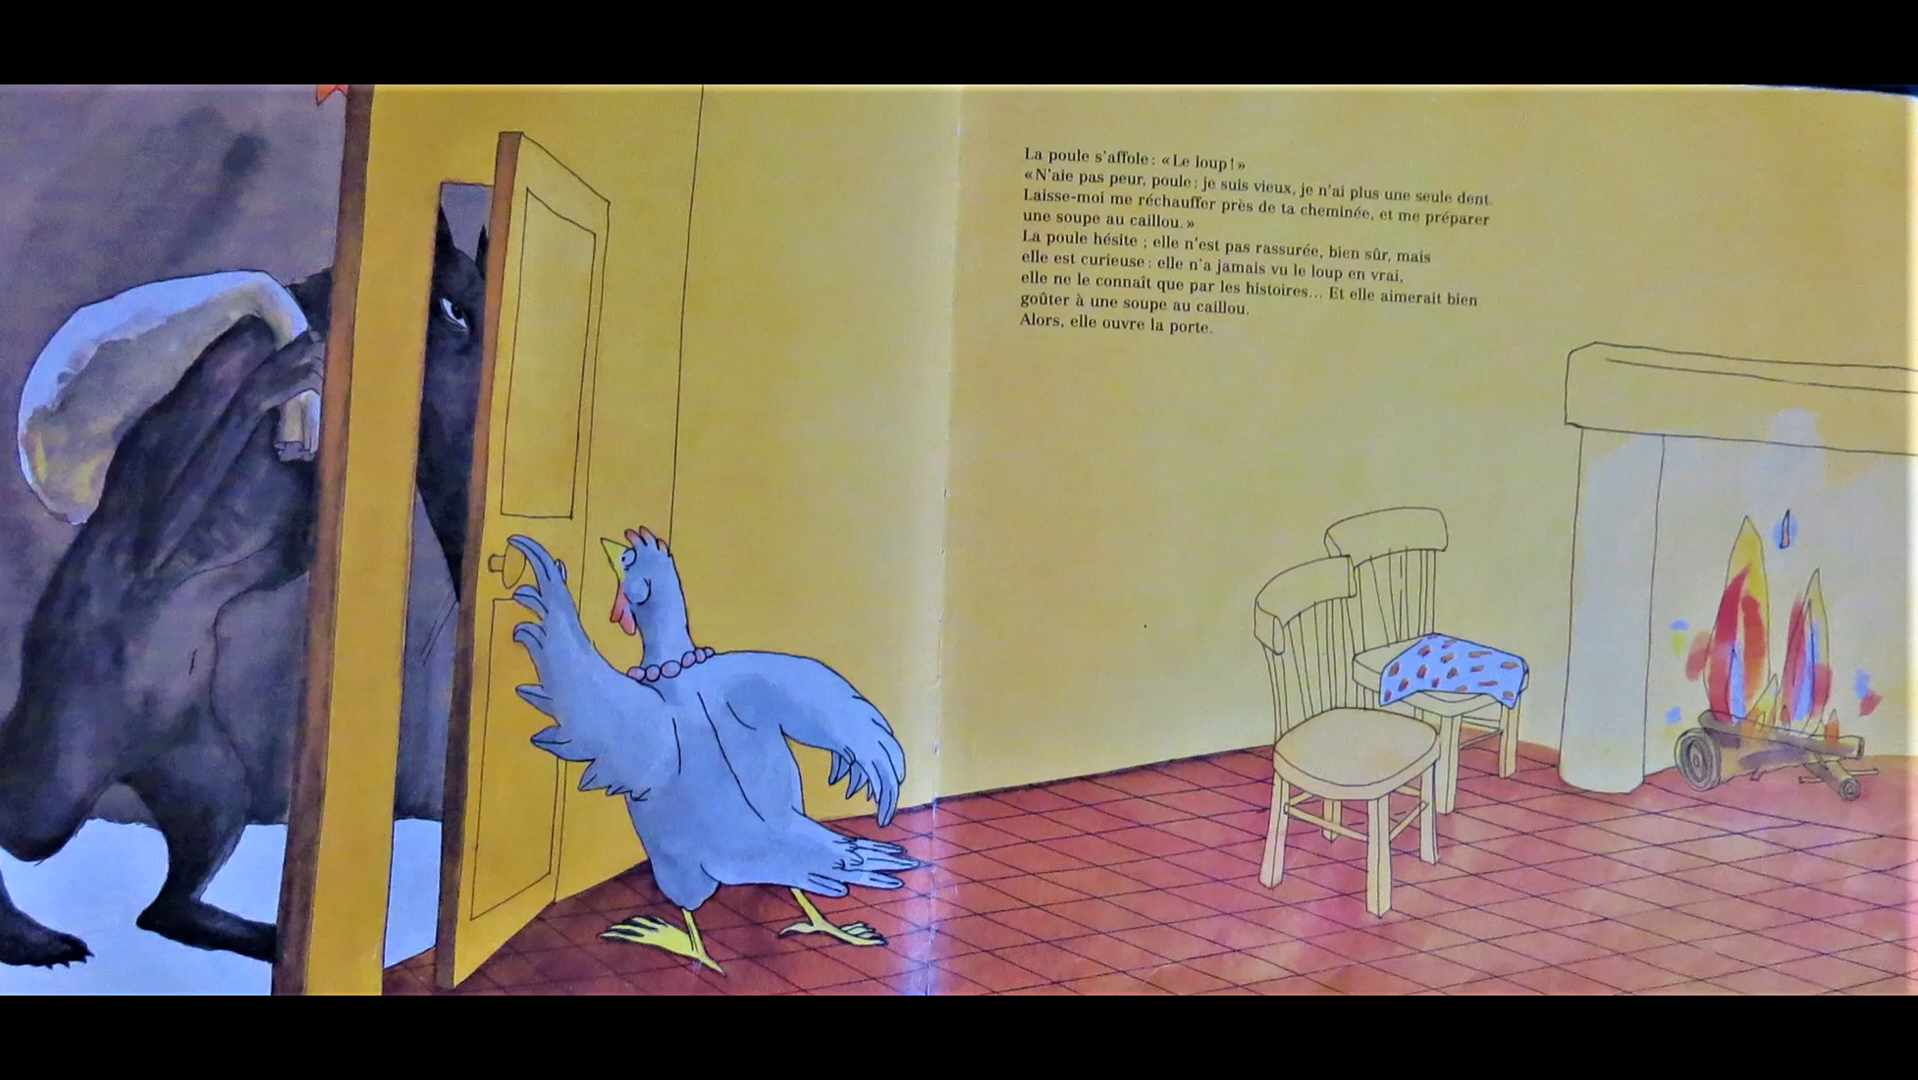 La poule s'affole : « Le loup ! »
« N'aie pas peur, poule : je suis vieux, je n'ai plus une seule dent.
Laisse-moi me réchauffer près de ta cheminée, et me préparer
une soupe au caillou. »
La poule hésite ; elle n'est pas rassurée, bien sûr, mais
elle est curieuse : elle n'a jamais vu le loup en vrai,
elle ne le connaît que par les histoires... Et elle aimerait bien
goûter à une soupe au caillou.
Alors, elle ouvre la porte.